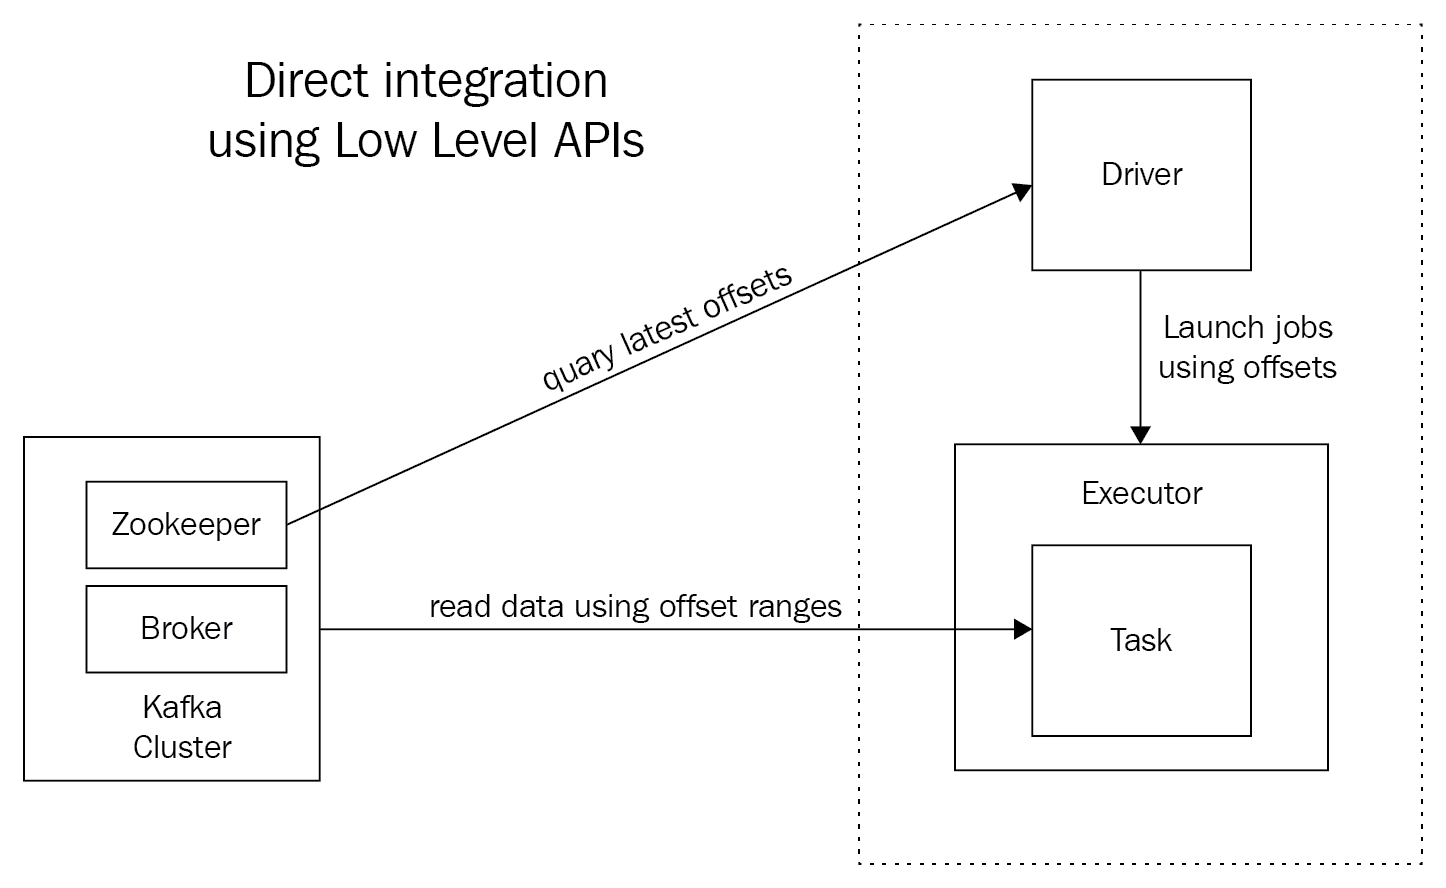 Direct integration
using Low Level APIs
Driver
quary latest offsets
Launch jobs
using offsets
Executor
Zookeeper
read data using offset ranges
Broker
Task
Kafka
Cluster